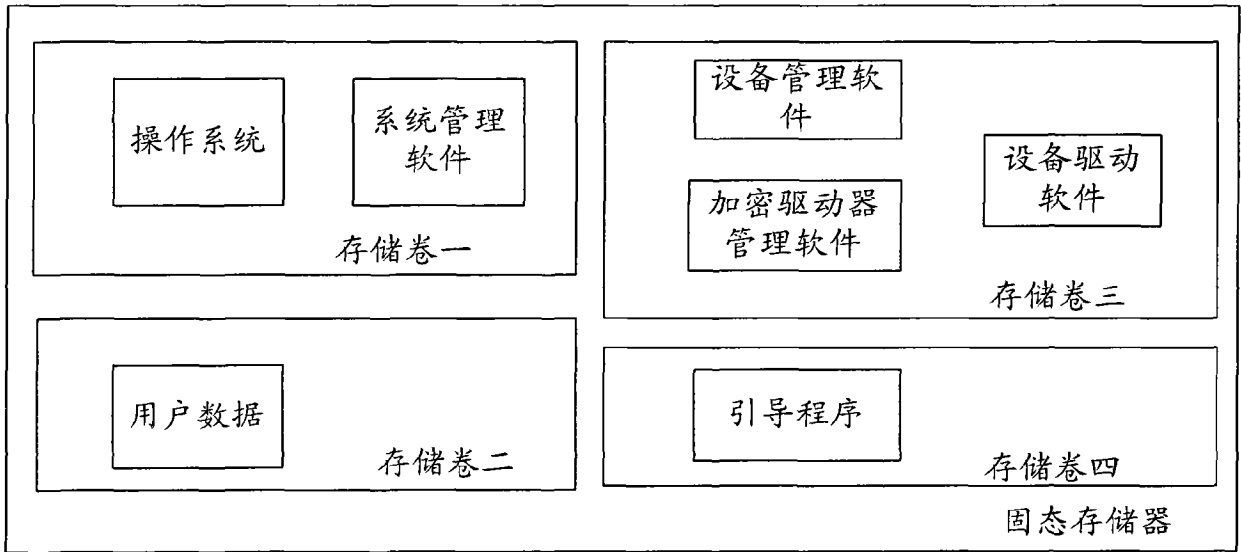 操作系统
系统管理
软件
存储卷一
设备管理软
件
加密驱动器
管理软件
设备驱动
软件
存储卷三
用户数据
存储卷二
引导程序
存储卷四
固态存储器